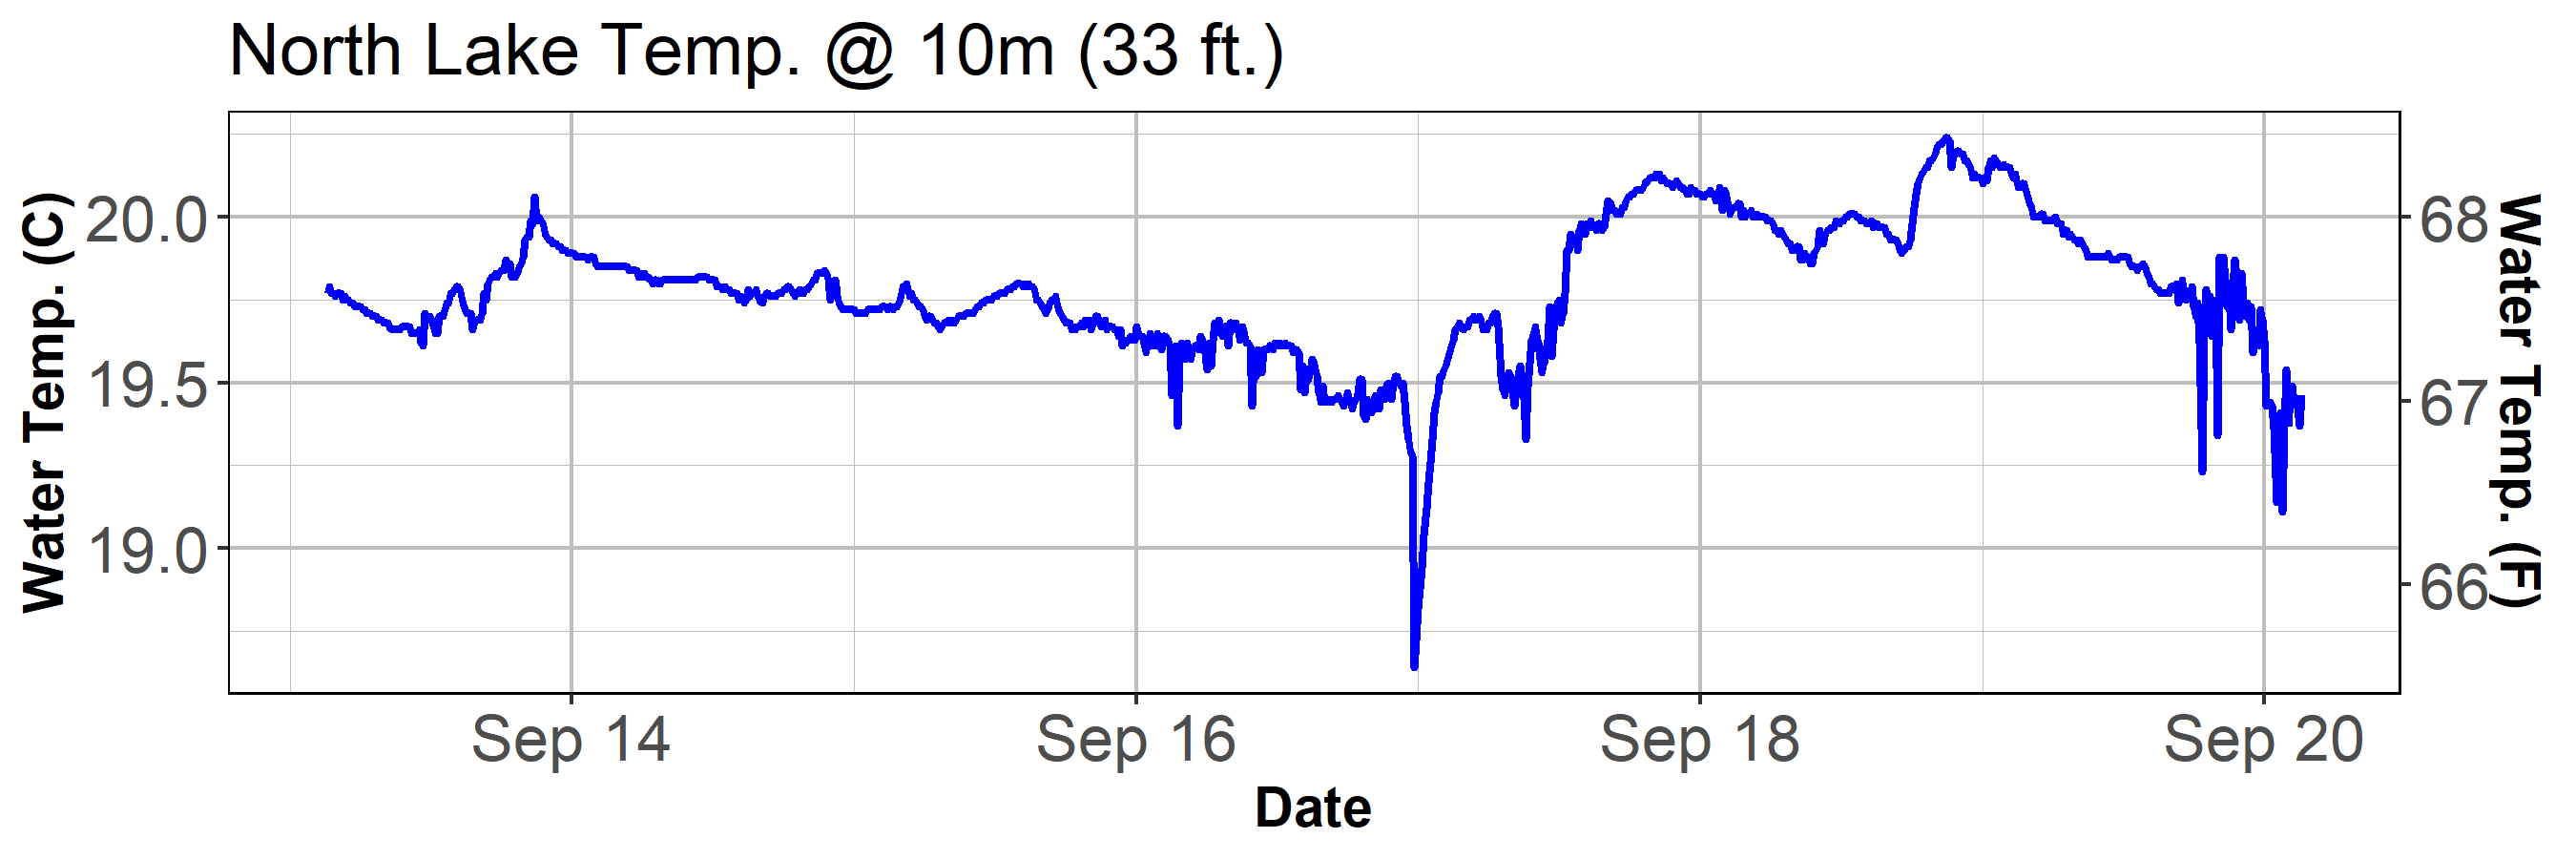 North Lake Temp. @ 10m (33 ft.)
Water Temp. (C)
20.0
19.5
19.0
68
67
66
Water Temp. (F)
Sep 14
Sep 16
Sep 18
Sep 20
Date